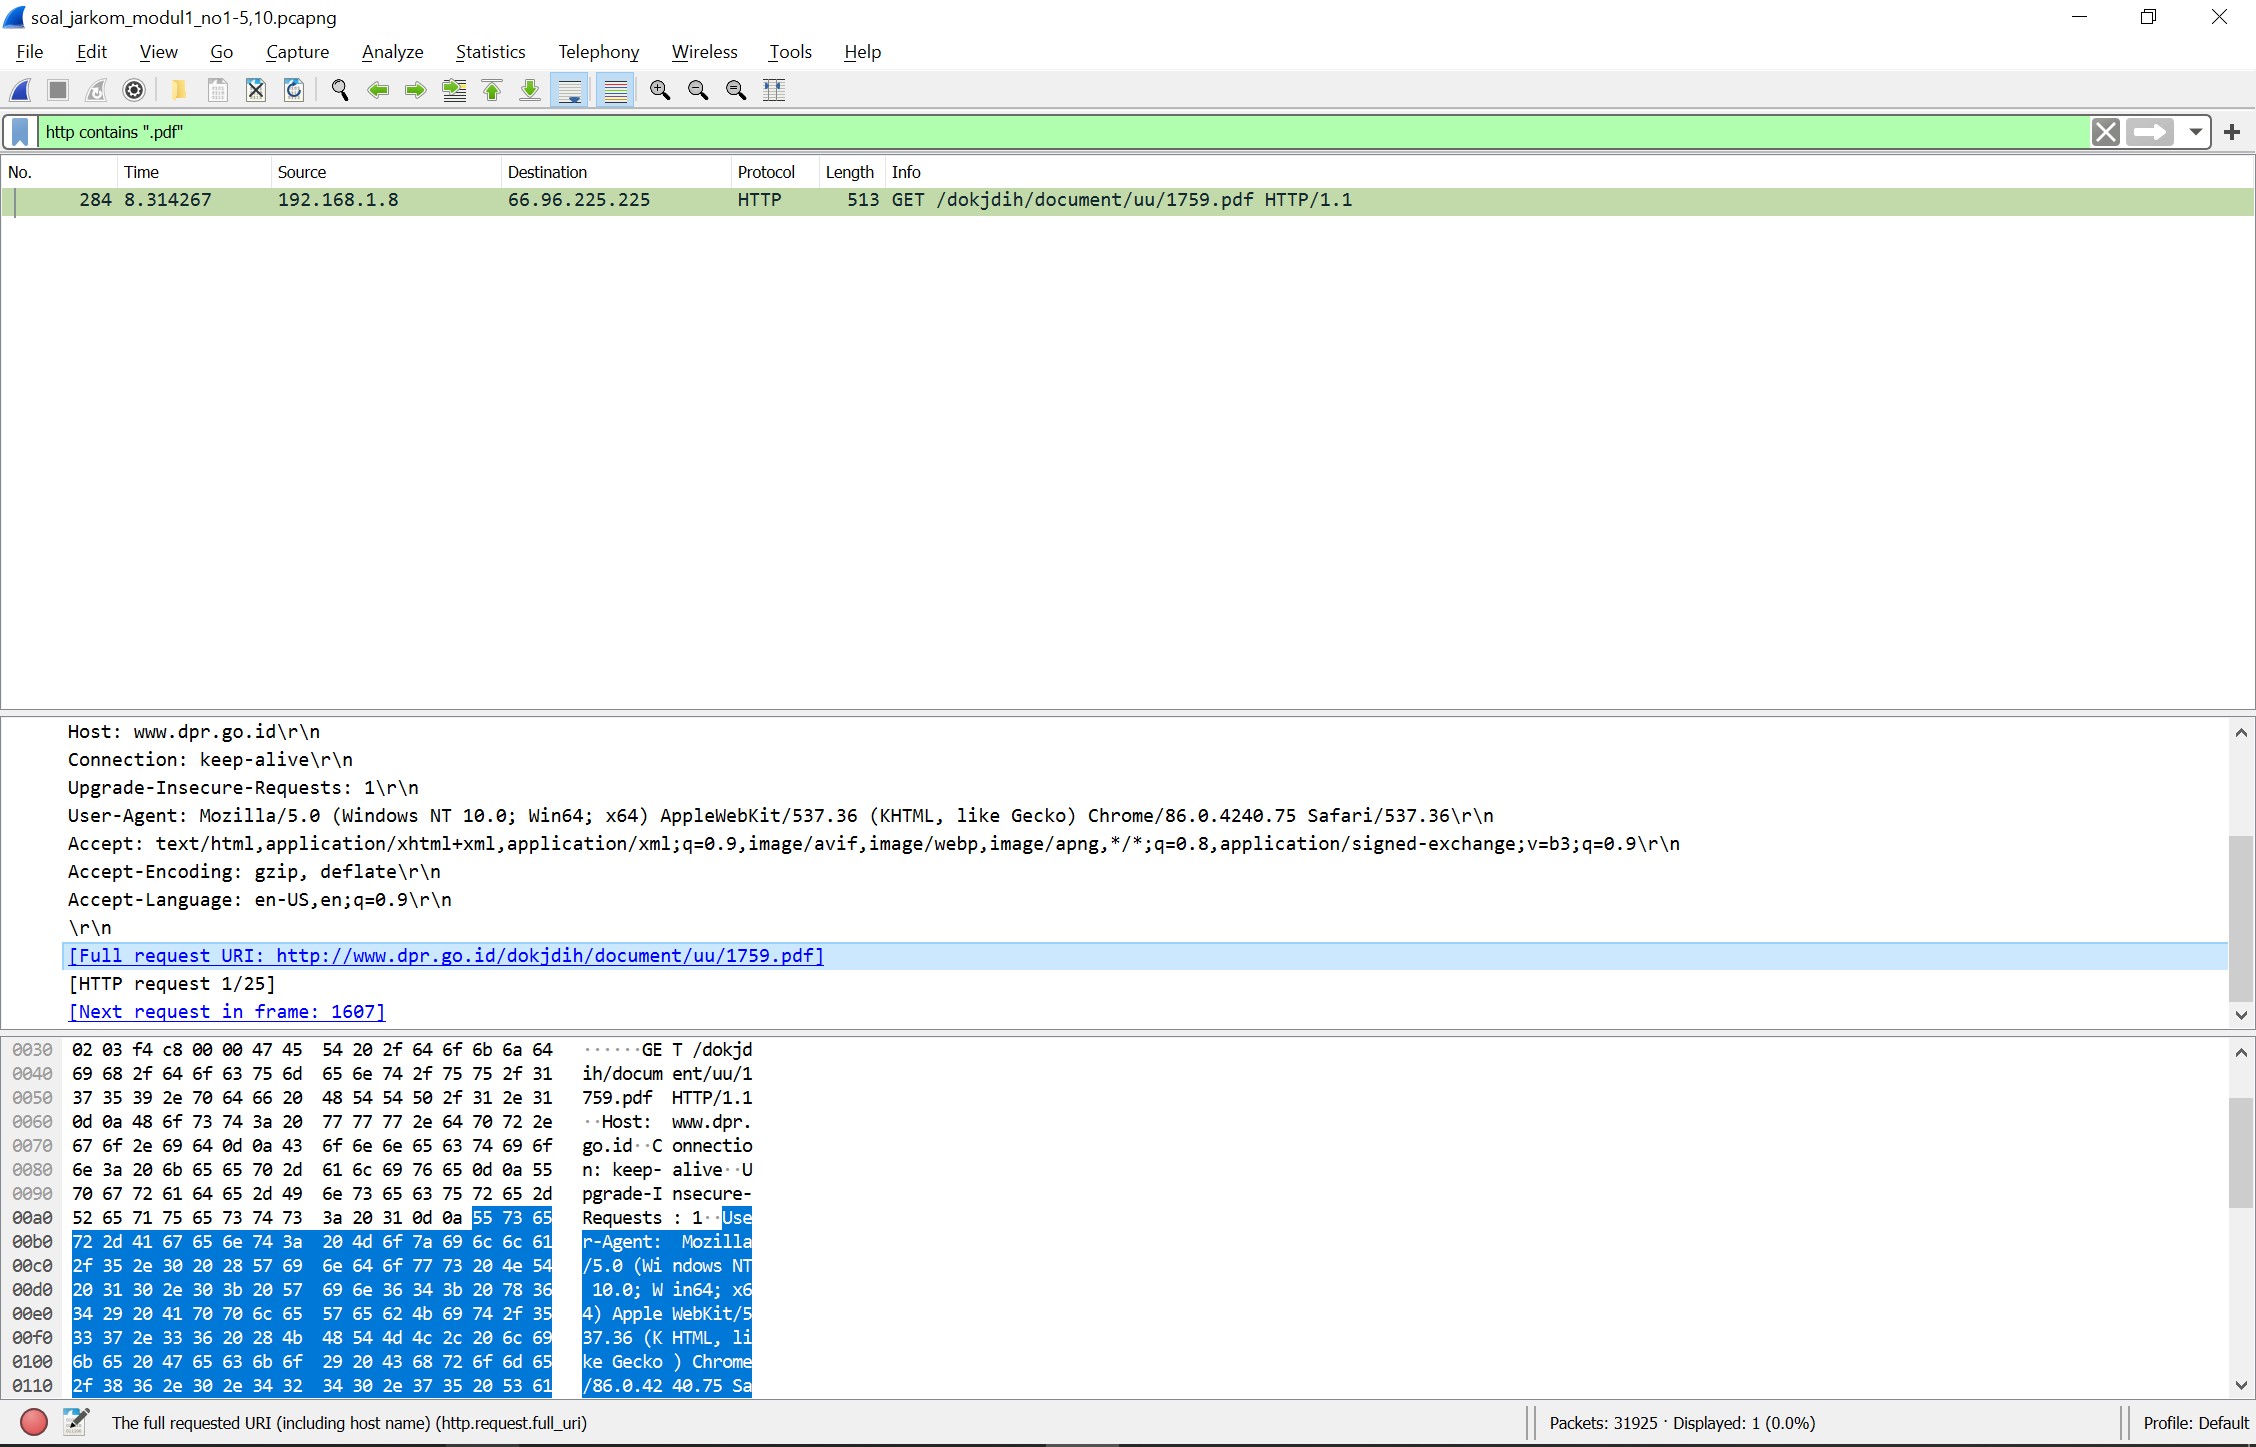 soal_jarkom_modul1_no1-5,10.pcapng
File Edit View Go Capture Analyze Statistics Telephony Wireless Tools Help
http contains ".pdf"
No. Time Source Destination Protocol Length Info
284 8.314267 192.168.1.8 66.96.225.225 HTTP 513 GET /dokjdih/document/uu/1759.pdf HTTP/1.1
Host: www.dpr.go.id\r\n
Connection: keep-alive\r\n
Upgrade-Insecure-Requests: 1\r\n
User-Agent: Mozilla/5.0 (Windows NT 10.0; Win64; x64) AppleWebKit/537.36 (KHTML, like Gecko) Chrome/86.0.4240.75 Safari/537.36\r\n
Accept: text/html,application/xhtml+xml,application/xml;q=0.9,image/avif,image/webp,image/apng,*/*;q=0.8,application/signed-exchange;v=b3;q=0.9\r\n
Accept-Encoding: gzip, deflate\r\n
Accept-Language: en-US,en;q=0.9\r\n
\r\n
[Full request URI: http://www.dpr.go.id/dokjdih/document/uu/1759.pdf]
[HTTP request 1/25]
[Next request in frame: 1607]
0030 02 03 f4 c8 00 00 47 45 54 20 2f 64 6f 6b 6a 64 ······GE T /dokjd
0040 69 68 2f 64 6f 63 75 6d 65 6e 74 2f 75 75 2f 31 ih/docum ent/uu/1
0050 37 35 39 2e 70 64 66 20 48 54 54 50 2f 31 2e 31 759.pdf HTTP/1.1
0060 0d 0a 48 6f 73 74 3a 20 77 77 77 2e 64 70 72 2e ··Host: www.dpr.
0070 67 6f 2e 69 64 0d 0a 43 6f 6e 6e 65 63 74 69 6f go.id··C onnectio
0080 6e 3a 20 6b 65 65 70 2d 61 6c 69 76 65 0d 0a 55 n: keep- alive··U
0090 70 67 72 61 64 65 2d 49 6e 73 65 63 75 72 65 2d pgrade-I nsecure-
00a0 52 65 71 75 65 73 74 73 3a 20 31 0d 0a 55 73 65 Requests : 1··Use
00b0 72 2d 41 67 65 6e 74 3a 20 4d 6f 7a 69 6c 6c 61 r-Agent: Mozilla
00c0 2f 35 2e 30 20 28 57 69 6e 64 6f 77 73 20 4e 54 /5.0 (Wi ndows NT
00d0 20 31 30 2e 30 3b 20 57 69 6e 36 34 3b 20 78 36 10.0; W in64; x6
00e0 34 29 20 41 70 70 6c 65 57 65 62 4b 69 74 2f 35 4) Apple WebKit/5
00f0 33 37 2e 33 36 20 28 4b 48 54 4d 4c 2c 20 6c 69 37.36 (K HTML, li
0100 6b 65 20 47 65 63 6b 6f 29 20 43 68 72 6f 6d 65 ke Gecko ) Chrome
0110 2f 38 36 2e 30 2e 34 32 34 30 2e 37 35 20 53 61 /86.0.42 40.75 Sa
The full requested URI (including host name) (http.request.full_uri) Packets: 31925 · Displayed: 1 (0.0%) Profile: Default